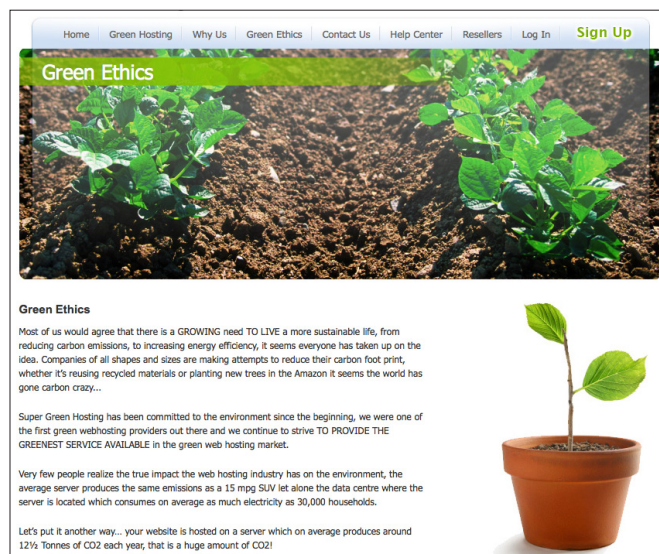 Home Green Hosting Why Us Green Ethics Contact Us Help Center Resellers Log In Sign Up
Green Ethics
Green Ethics
Most of us would agree that there is a GROWING need TO LIVE a more sustainable life, from
reducing carbon emissions, to increasing energy efficiency, it seems everyone has taken up on the
idea. Companies of all shapes and sizes are making attempts to reduce their carbon foot print,
whether it's reusing recycled materials or planting new trees in the Amazon it seems the world has
gone carbon crazy...
Super Green Hosting has been committed to the environment since the beginning, we were one of
the first green webhosting providers out there and we continue to strive TO PROVIDE THE
GREENEST SERVICE AVAILABLE in the green web hosting market.
Very few people realize the true impact the web hosting industry has on the environment, the
average server produces the same emissions as a 15 mpg SUV let alone the data centre where the
server is located which consumes on average as much electricity as 30,000 households.
Let's put it another way... your website is hosted on a server which on average produces around
12½ Tonnes of CO2 each year, that is a huge amount of CO2!